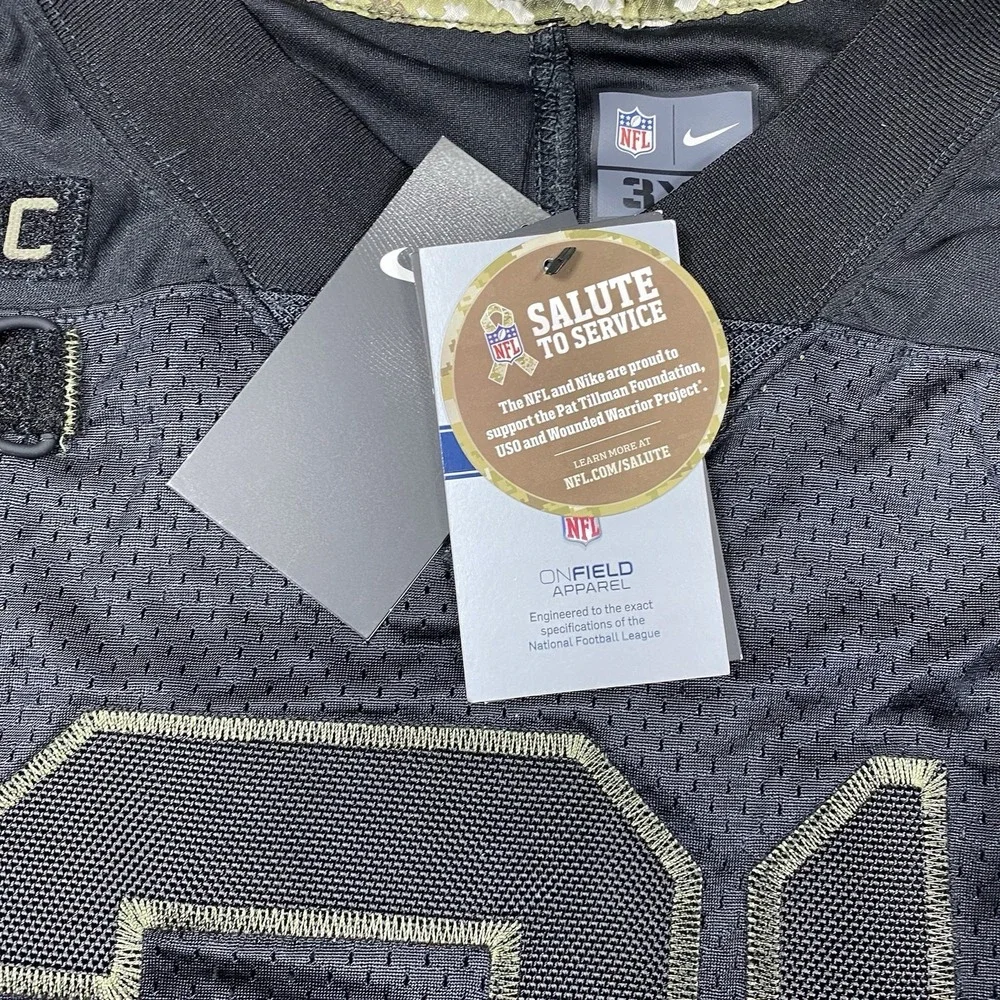 NFL
3X
C
SALUTE
TO SERVICE
NFL
The NFL and Nike are proud to
support the Pat Tillman Foundation,
USO and Wounded Warrior Project*.
LEARN MORE AT
NFL.COM/SALUTE
NFL
ONFIELD
APPAREL
Engineered to the exact
specifications of the
National Football League